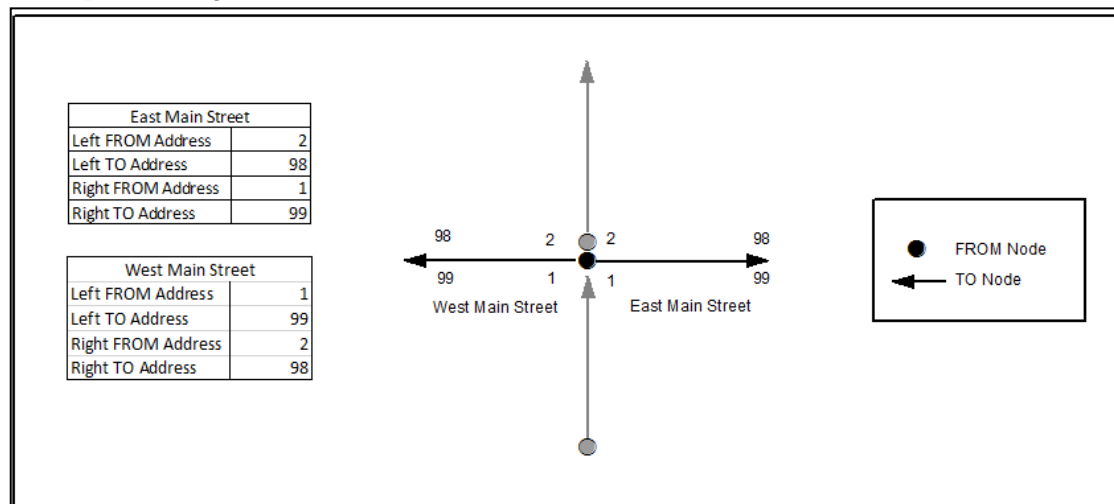 East Main Street
Left FROM Address 2
Left TO Address 98
Right FROM Address 1
Right TO Address 99
West Main Street
Left FROM Address 1
Left TO Address 99
Right FROM Address 2
Right TO Address 98
98 2 2 98
99 1 1 99
West Main Street East Main Street
FROM Node
TO Node